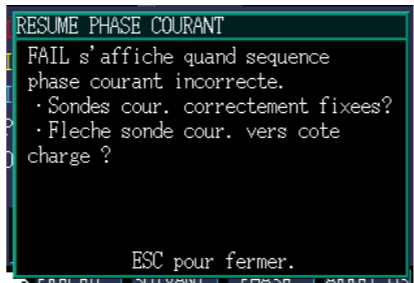 RESUME PHASE COURANT
FAIL s'affiche quand sequence
phase courant incorrecte.
・Sondes cour. correctement fixees?
・Fleche sonde cour. vers cote
charge ?
ESC pour fermer.